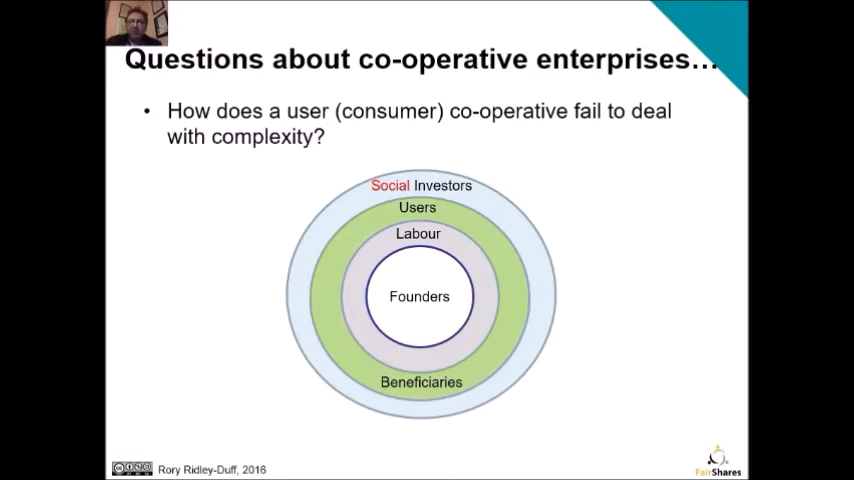 Questions about co-operative enterprises…
• How does a user (consumer) co-operative fail to deal
with complexity?
Social Investors
Users
Labour
Founders
Beneficiaries
Rory Ridley-Duff, 2016
FairShares